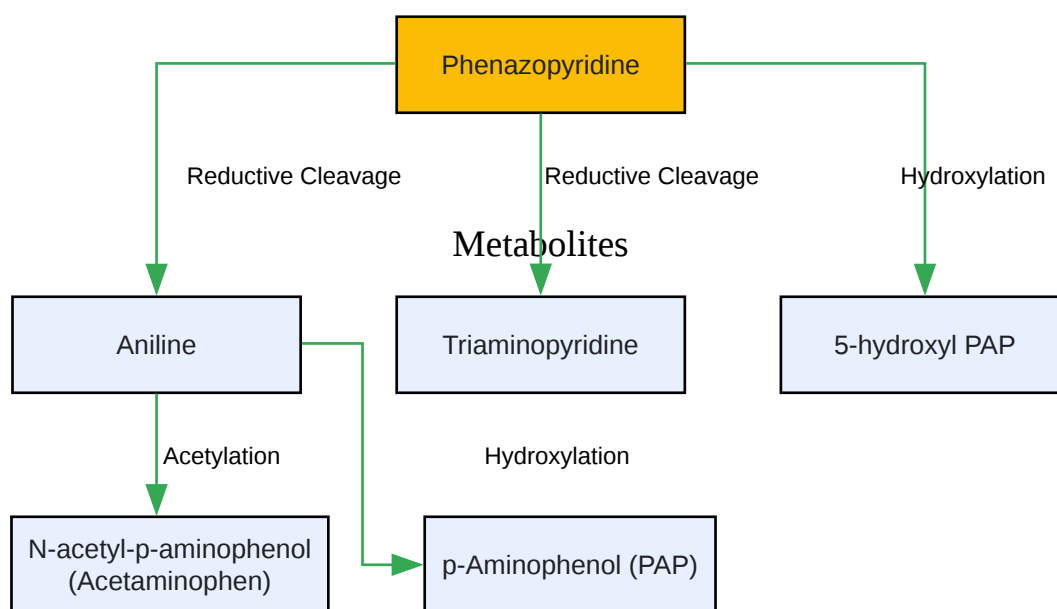 Phenazopyridine
Reductive Cleavage
Reductive Cleavage
Hydroxylation
Metabolites
Aniline
Triaminopyridine
5-hydroxyl PAP
Acetylation
Hydroxylation
N-acetyl-p-aminophenol
(Acetaminophen)
p-Aminophenol (PAP)